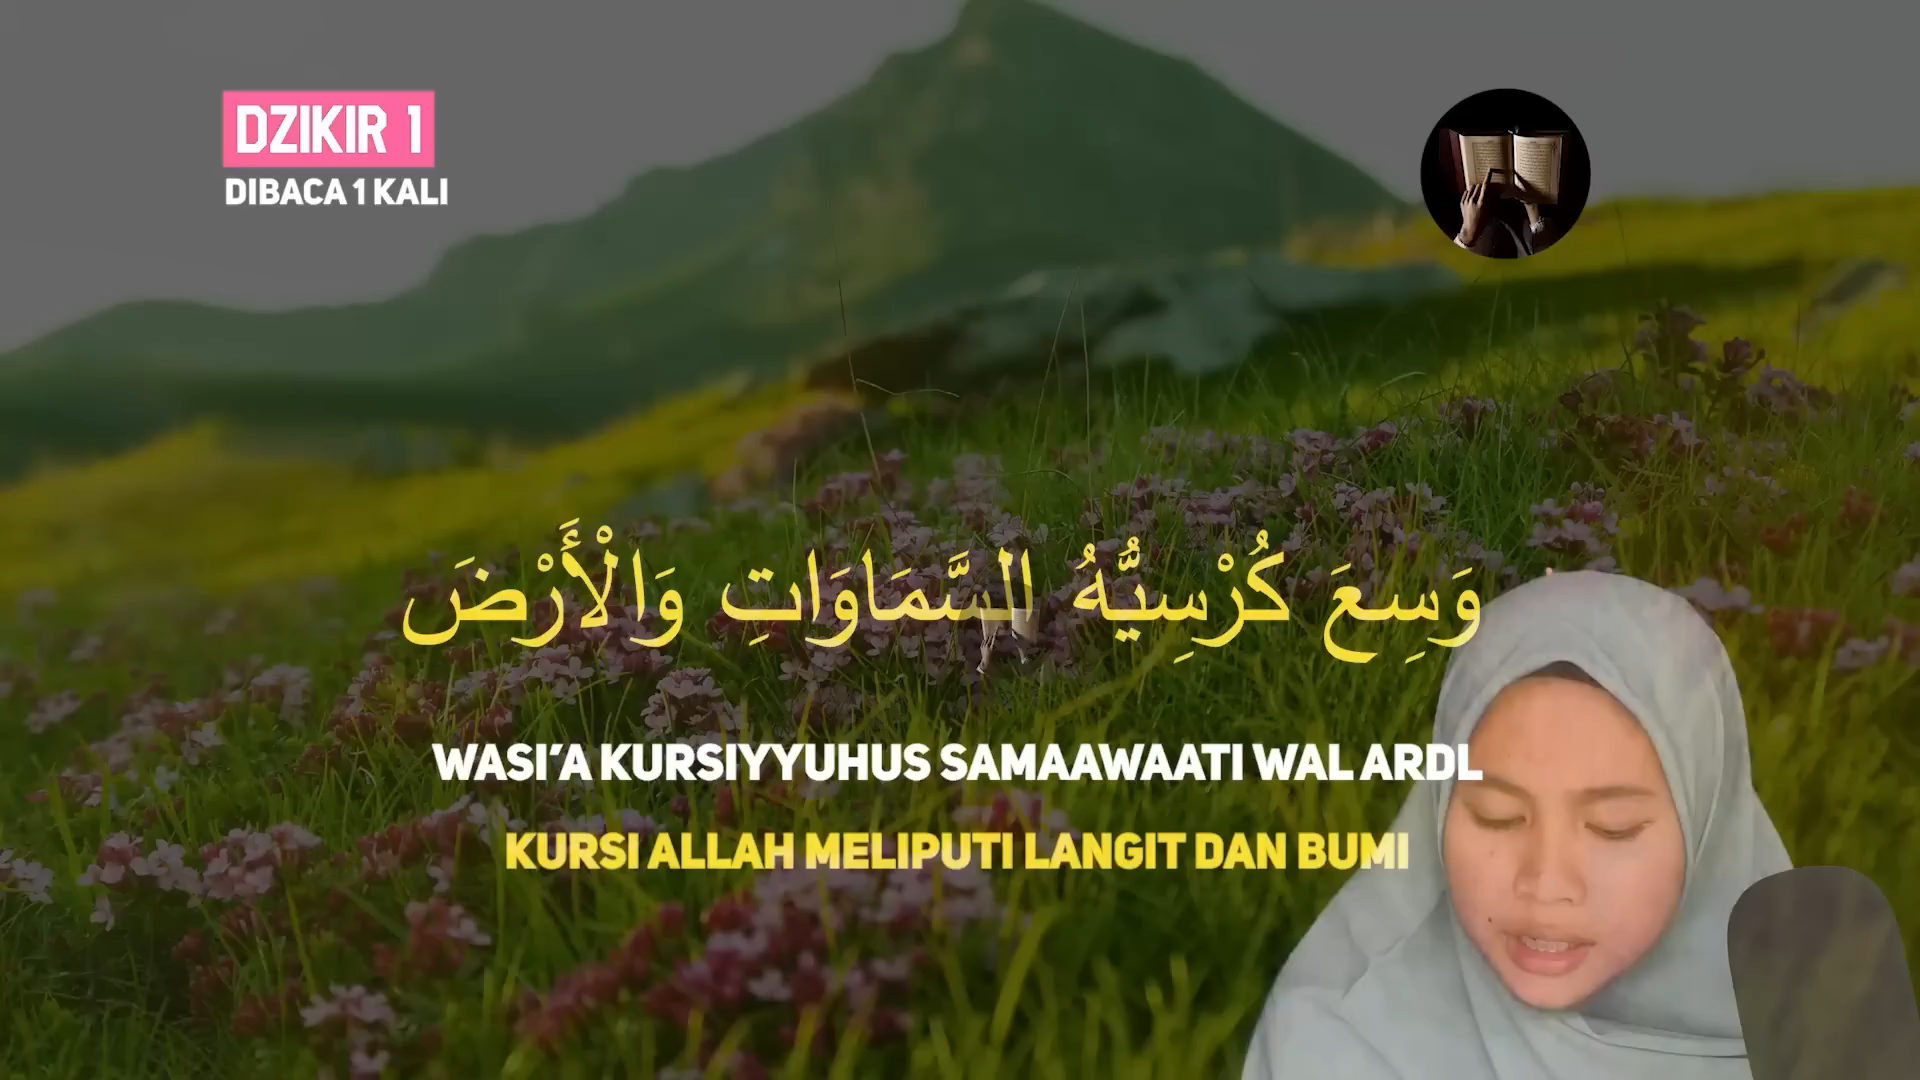 DZIKIR 1
DIBACA 1 KALI
وَسِعَ كُرْسِيُّهُ السَّمَاوَاتِ وَالْأَرْضَ
WASI'A KURSIYYUHUS SAMAAWAATI WAL ARDL
KURSI ALLAH MELIPUTI LANGIT DAN BUMI